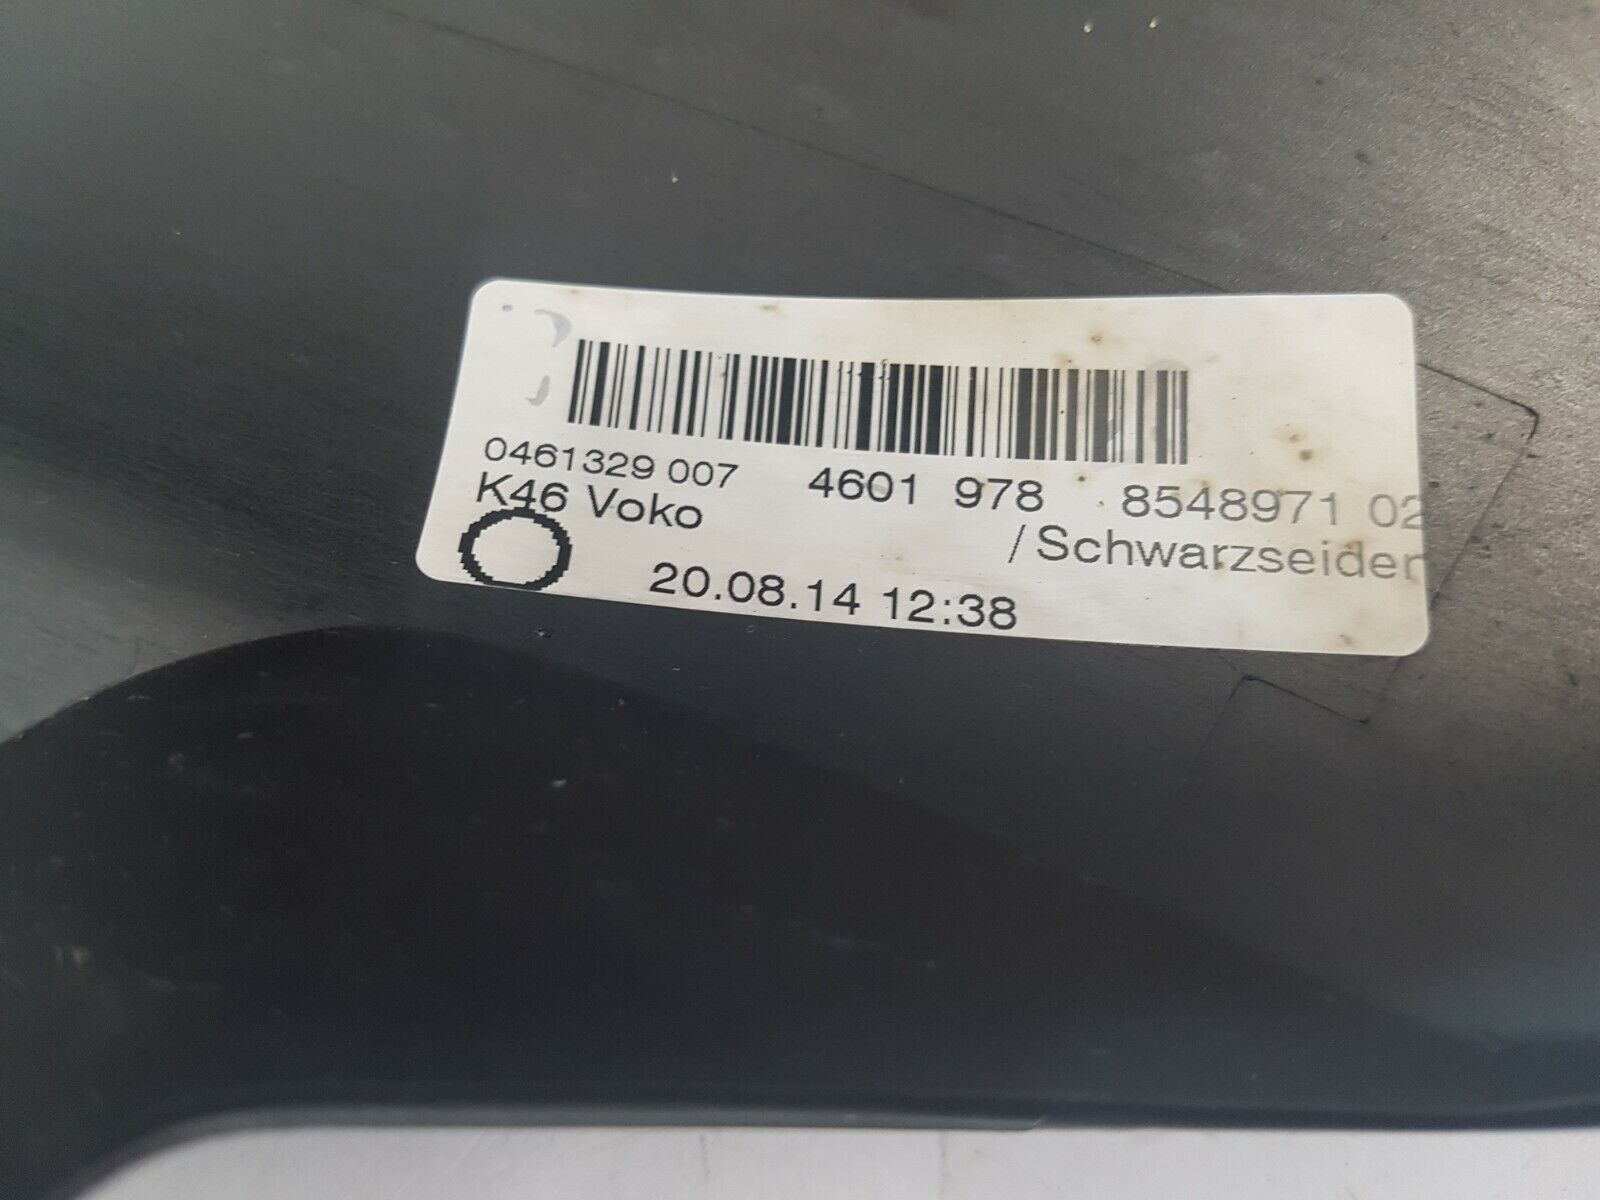 0461329 007 4601 978 8548971 02
K46 Voko / Schwarzseiden
20.08.14 12:38